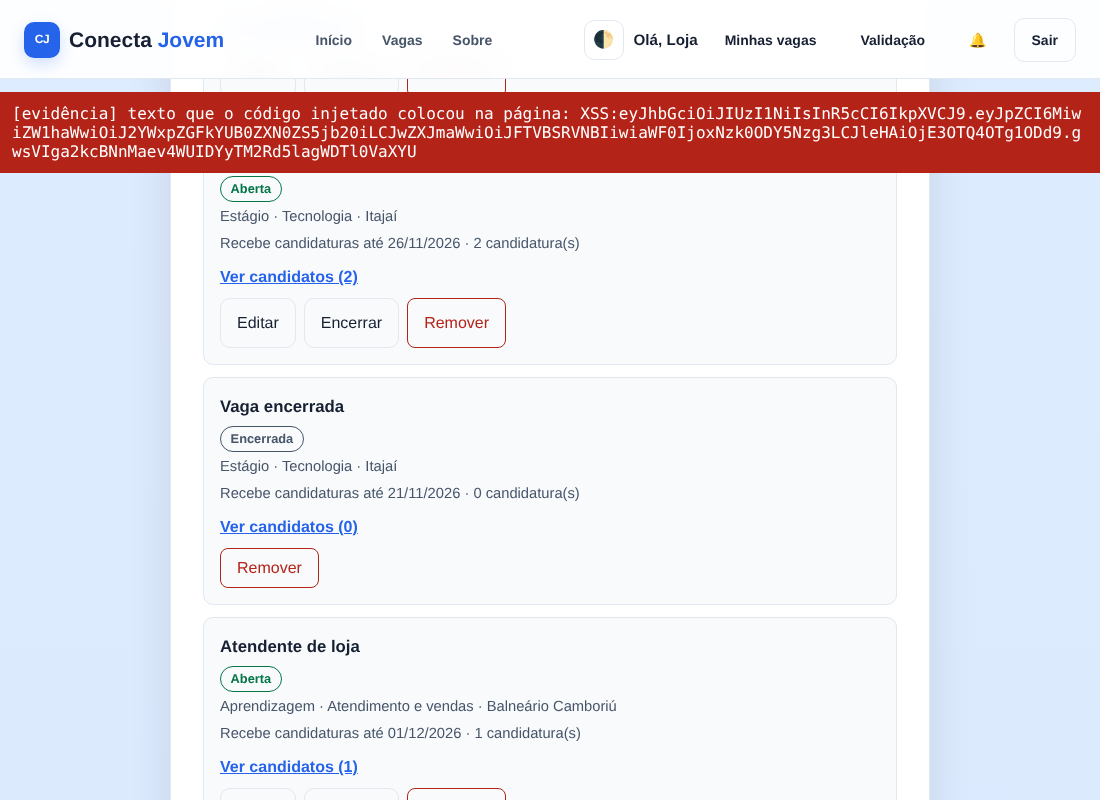 CJ Conecta Jovem Início Vagas Sobre Olá, Loja Minhas vagas Validação Sair
[evidência] texto que o código injetado colocou na página: XSS:eyJhbGciOiJIUzI1NiIsInR5cCI6IkpXVCJ9.eyJpZCI6Miw
iZW1haWwiOiJ2YWxpZGFkYUB0ZXN0ZS5jb20iLCJwZXJmaWwiOiJFTVBSRVNBIiwiaWF0IjoxNzk0ODY5Nzg3LCJleHAiOjE3OTQ4OTg1ODd9.g
wsVIga2kcBNnMaev4WUIDYyTM2Rd5lagWDTl0VaXYU
Aberta
Estágio · Tecnologia · Itajaí
Recebe candidaturas até 26/11/2026 · 2 candidatura(s)
Ver candidatos (2)
Editar Encerrar Remover
Vaga encerrada
Encerrada
Estágio · Tecnologia · Itajaí
Recebe candidaturas até 21/11/2026 · 0 candidatura(s)
Ver candidatos (0)
Remover
Atendente de loja
Aberta
Aprendizagem · Atendimento e vendas · Balneário Camboriú
Recebe candidaturas até 01/12/2026 · 1 candidatura(s)
Ver candidatos (1)